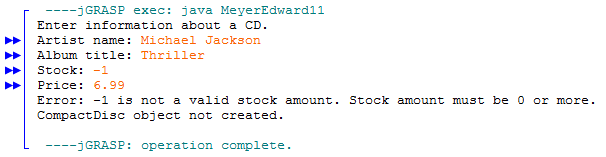 ----jGRASP exec: java MeyerEdward11
Enter information about a CD.
Artist name: Michael Jackson
Album title: Thriller
Stock: -1
Price: 6.99
Error: -1 is not a valid stock amount. Stock amount must be 0 or more.
CompactDisc object not created.
----jGRASP: operation complete.